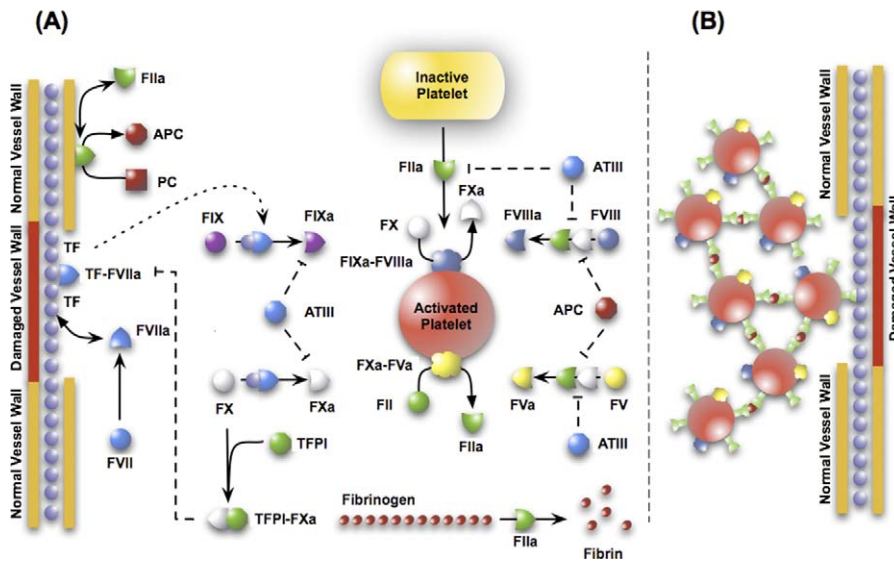 (A)
(B)
Normal Vessel Wall
Damaged Vessel Wall
Normal Vessel Wall
FIIa
APC
PC
TF
TF-FVIIa
TF
FVIIa
FVII
FIX
FIXa
ATIII
FX
FXa
TFPI
TFPI-FXa
Inactive
Platelet
FIIa
FXa
ATIII
FX
FVIIIa
FVIII
FIXa-FVIIIa
Activated
Platelet
APC
FXa-FVa
FII
FIIa
FVa
FV
ATIII
Fibrinogen
FIIa
Fibrin
Normal Vessel Wall
Damaged Vessel Wall
Normal Vessel Wall